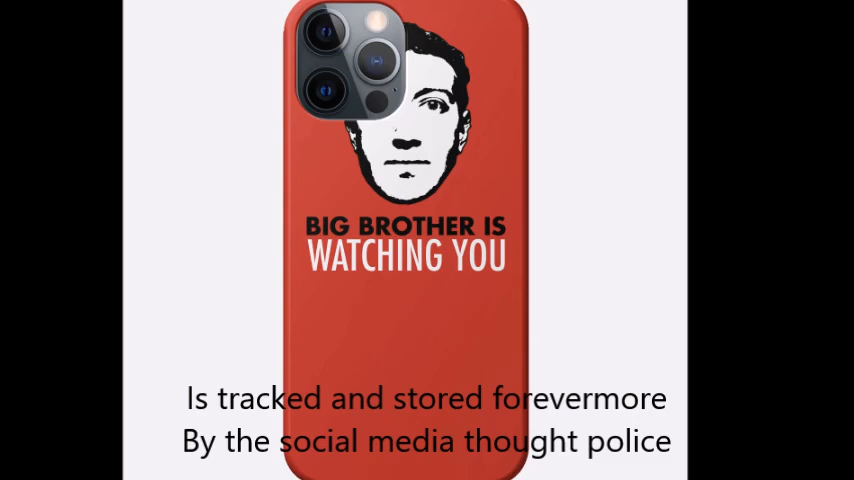 BIG BROTHER IS
WATCHING YOU
Is tracked and stored forevermore
By the social media thought police